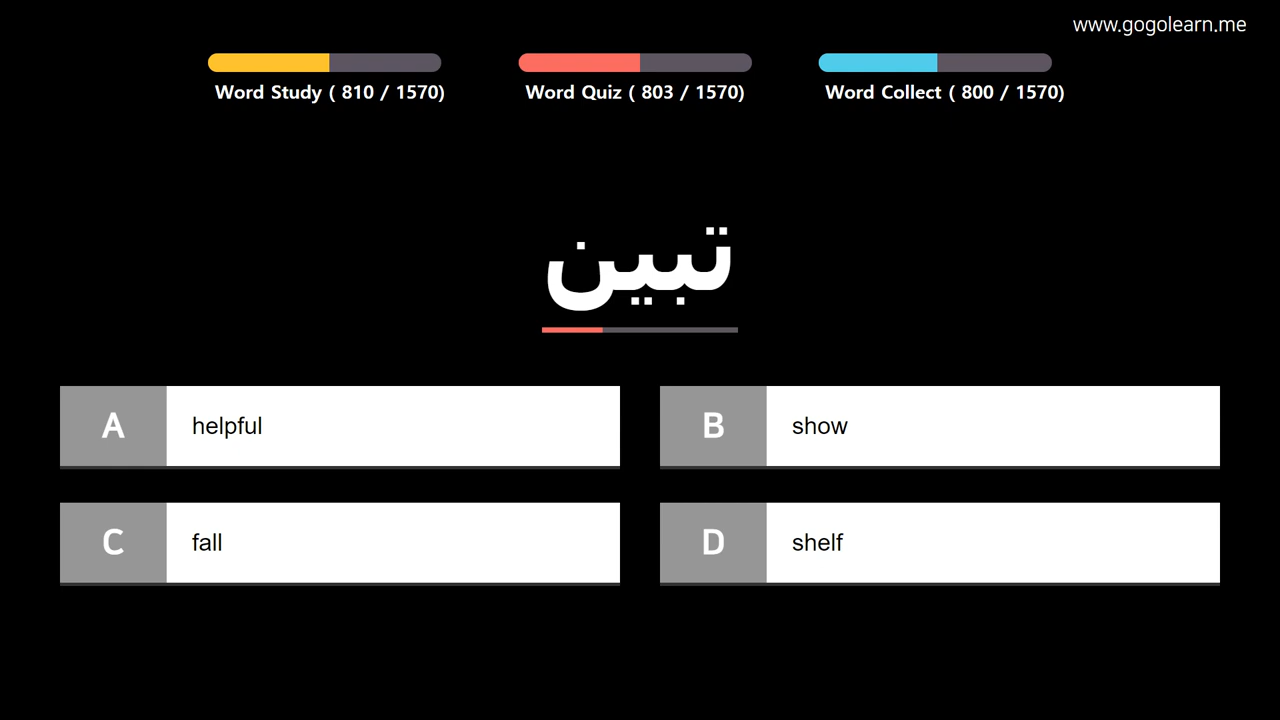 www.gogolearn.me
Word Study ( 810 / 1570)
Word Quiz ( 803 / 1570)
Word Collect ( 800 / 1570)
تبين
A helpful
B show
C fall
D shelf